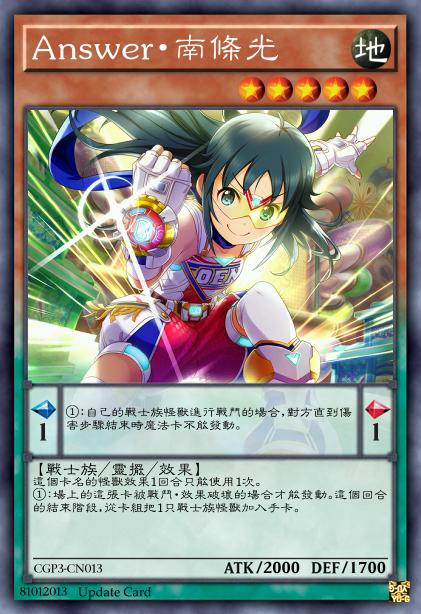 Answer・南條光
地
①:自己的戰士族怪獸進行戰鬥的場合,對方直到傷
害步驟結束時魔法卡不能發動。
1
1
【戰士族/靈擺/效果】
這個卡名的怪獸效果1回合只能使用1次。
①:場上的這張卡被戰鬥・效果破壞的場合才能發動。這個回合
的結束階段,從卡組把1只戰士族怪獸加入手卡。
CGP3-CN013
ATK/2000 DEF/1700
81012013 Update Card